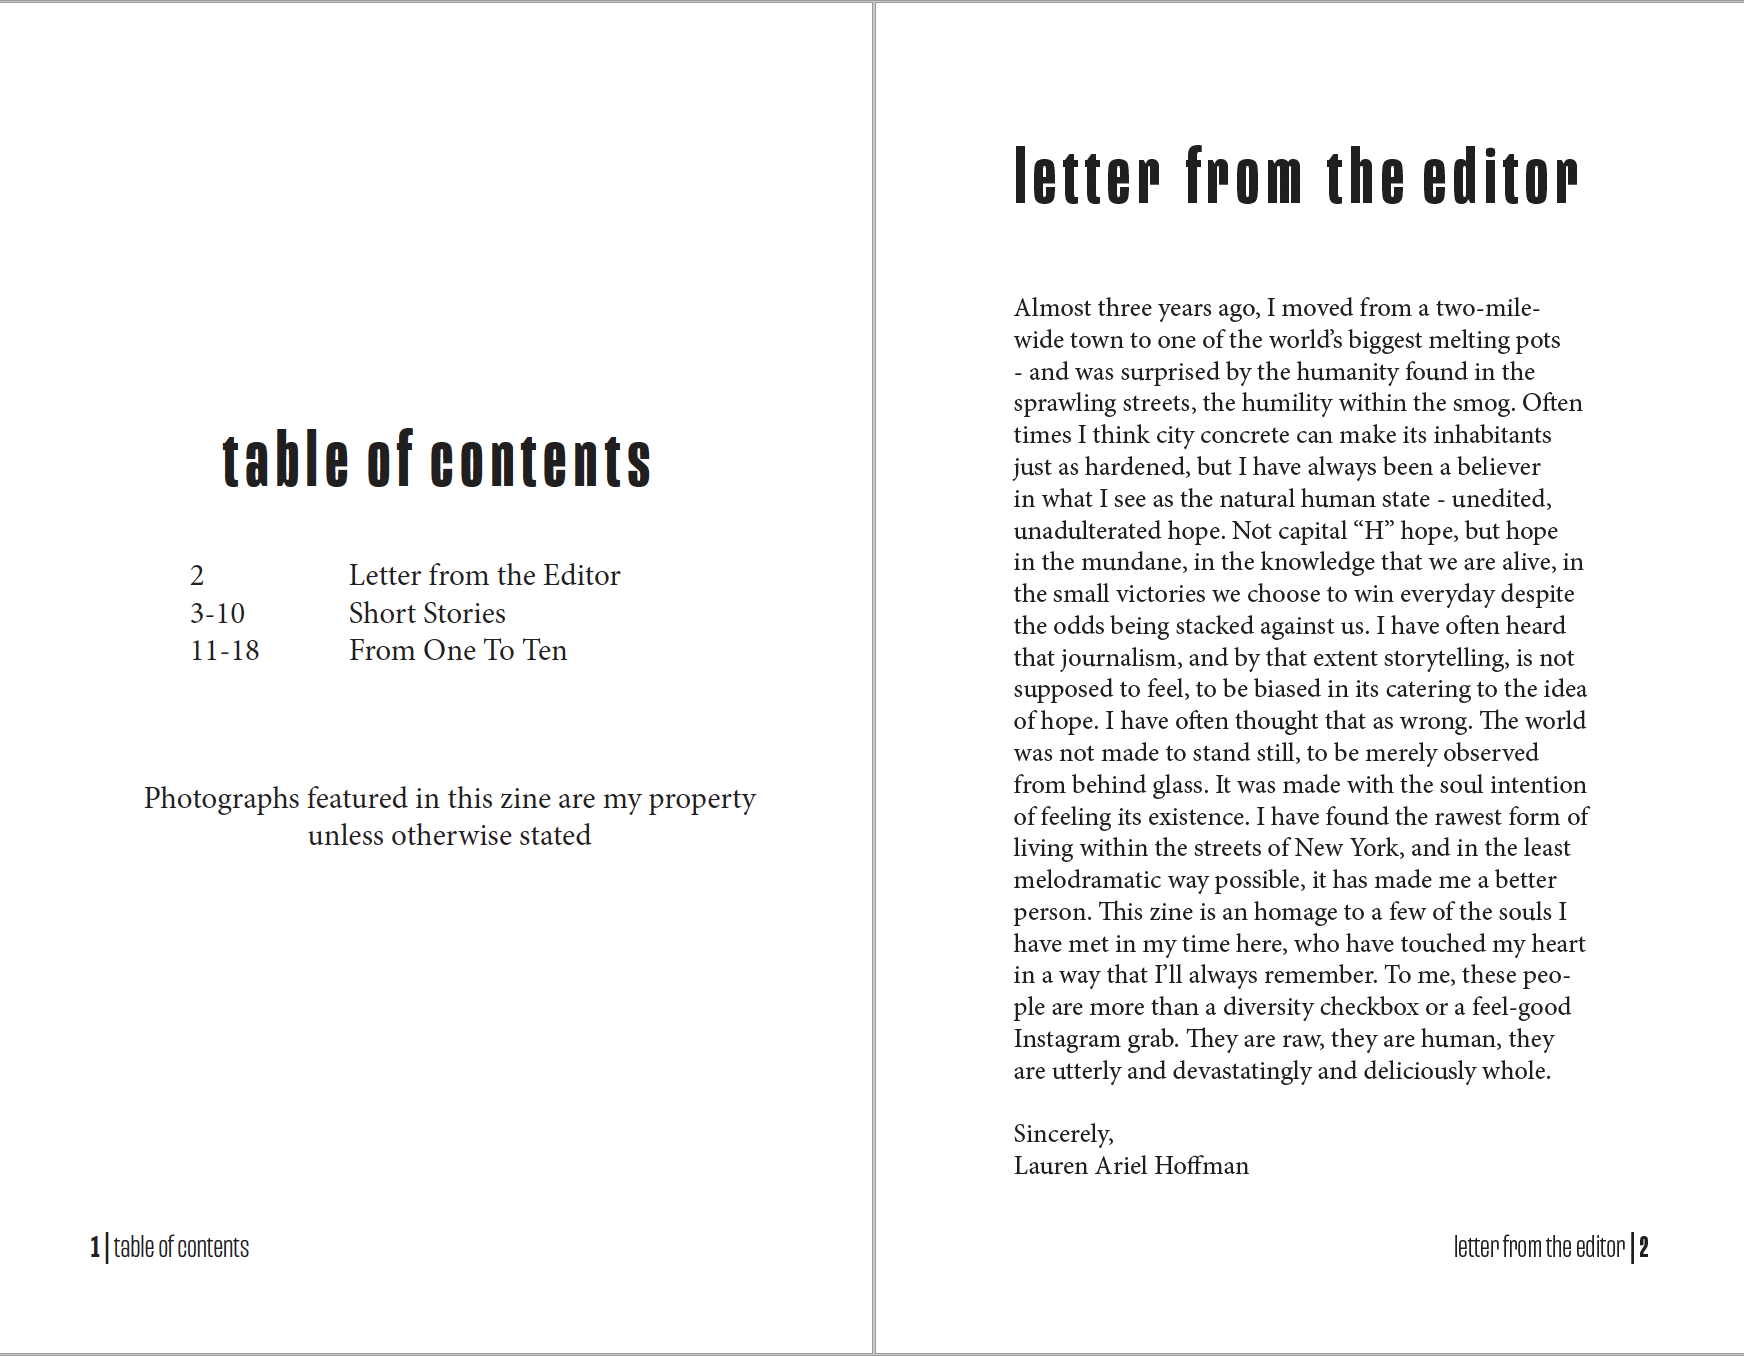 table of contents
2 Letter from the Editor
3-10 Short Stories
11-18 From One To Ten
Photographs featured in this zine are my property
unless otherwise stated
1 | table of contents
letter from the editor
Almost three years ago, I moved from a two-mile-
wide town to one of the world’s biggest melting pots
- and was surprised by the humanity found in the
sprawling streets, the humility within the smog. Often
times I think city concrete can make its inhabitants
just as hardened, but I have always been a believer
in what I see as the natural human state - unedited,
unadulterated hope. Not capital “H” hope, but hope
in the mundane, in the knowledge that we are alive, in
the small victories we choose to win everyday despite
the odds being stacked against us. I have often heard
that journalism, and by that extent storytelling, is not
supposed to feel, to be biased in its catering to the idea
of hope. I have often thought that as wrong. The world
was not made to stand still, to be merely observed
from behind glass. It was made with the soul intention
of feeling its existence. I have found the rawest form of
living within the streets of New York, and in the least
melodramatic way possible, it has made me a better
person. This zine is an homage to a few of the souls I
have met in my time here, who have touched my heart
in a way that I’ll always remember. To me, these peo-
ple are more than a diversity checkbox or a feel-good
Instagram grab. They are raw, they are human, they
are utterly and devastatingly and deliciously whole.
Sincerely,
Lauren Ariel Hoffman
letter from the editor | 2